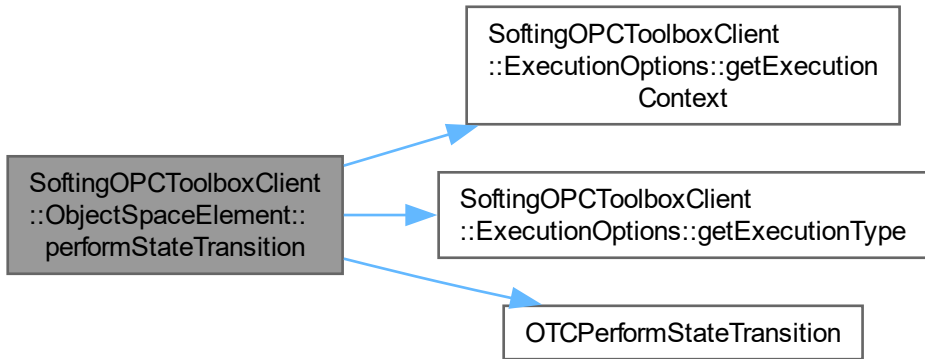 SoftingOPCToolboxClient
::ObjectSpaceElement::
performStateTransition
SoftingOPCToolboxClient
::ExecutionOptions::getExecution
Context
SoftingOPCToolboxClient
::ExecutionOptions::getExecutionType
OTCPerformStateTransition